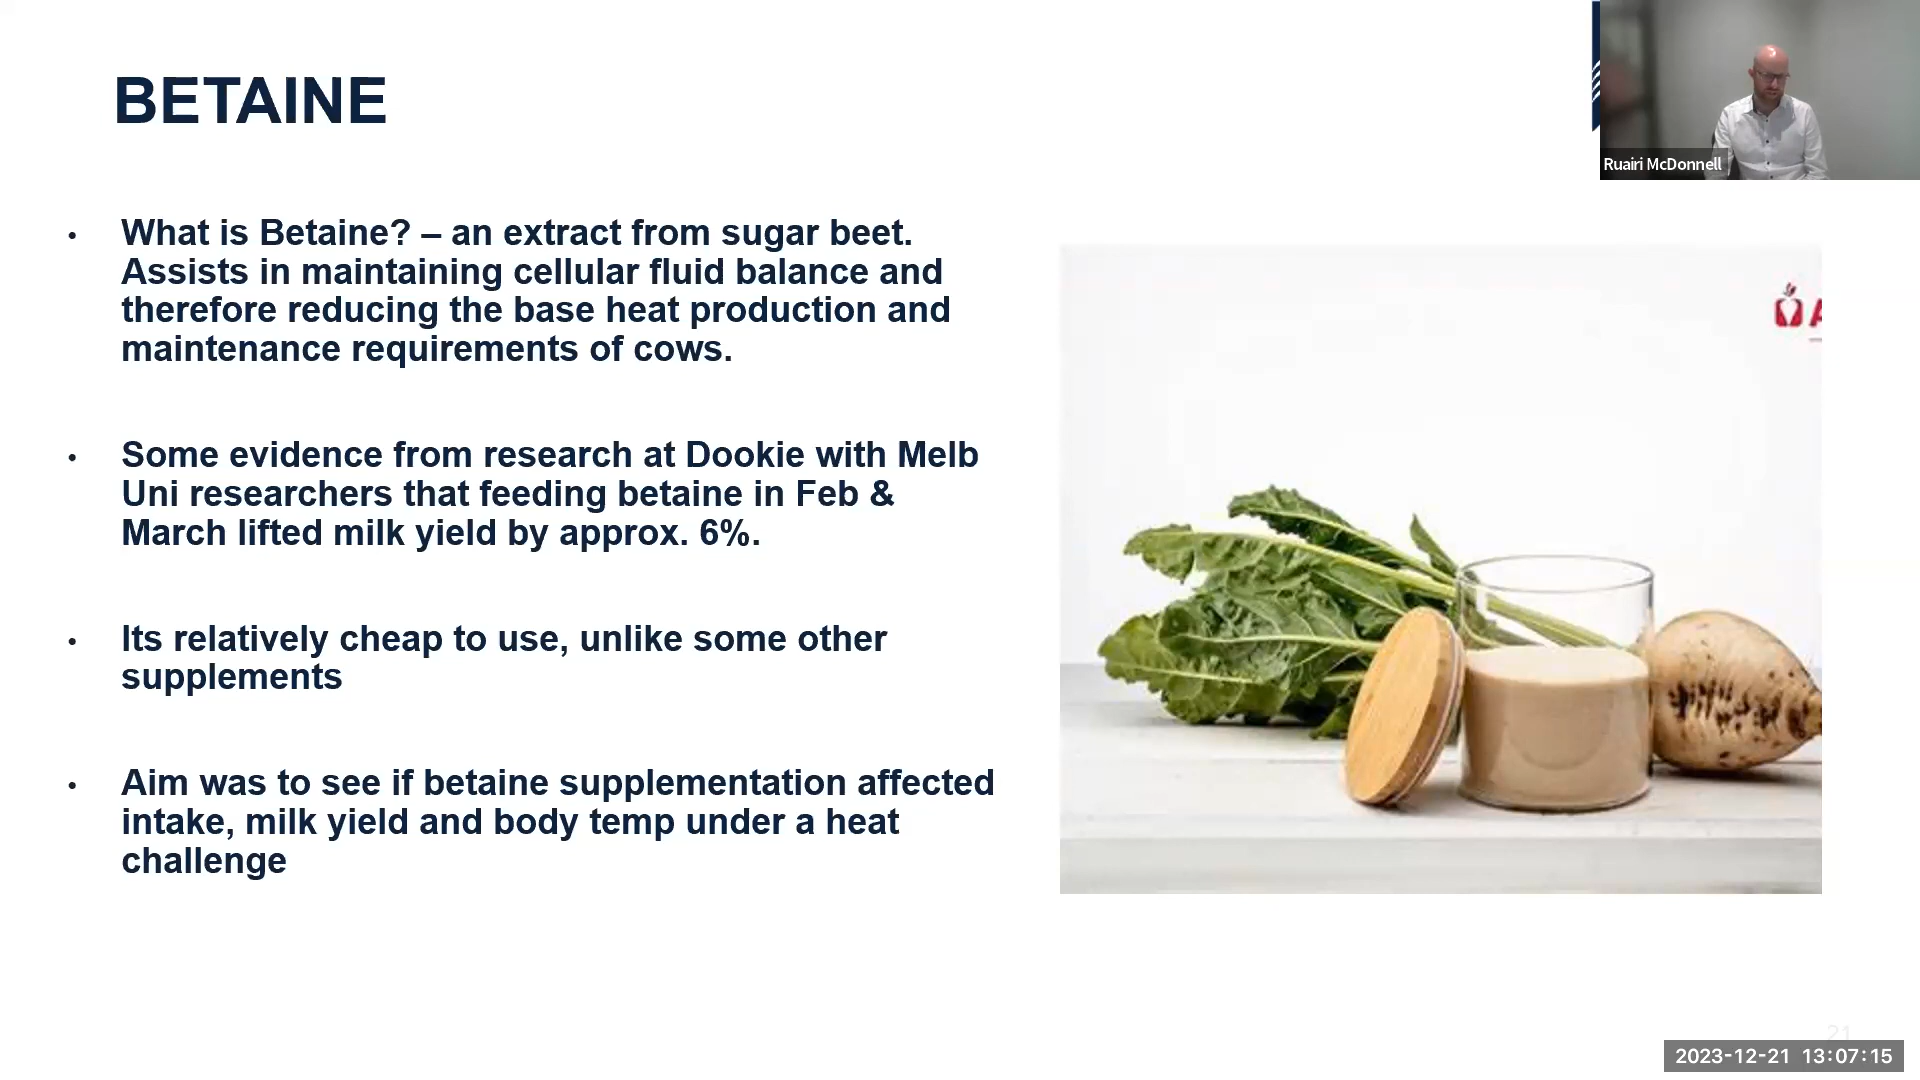 BETAINE
Ruairi McDonnell
• What is Betaine? – an extract from sugar beet.
Assists in maintaining cellular fluid balance and
therefore reducing the base heat production and
maintenance requirements of cows.
• Some evidence from research at Dookie with Melb
Uni researchers that feeding betaine in Feb &
March lifted milk yield by approx. 6%.
• Its relatively cheap to use, unlike some other
supplements
• Aim was to see if betaine supplementation affected
intake, milk yield and body temp under a heat
challenge
21
2023-12-21 13:07:15